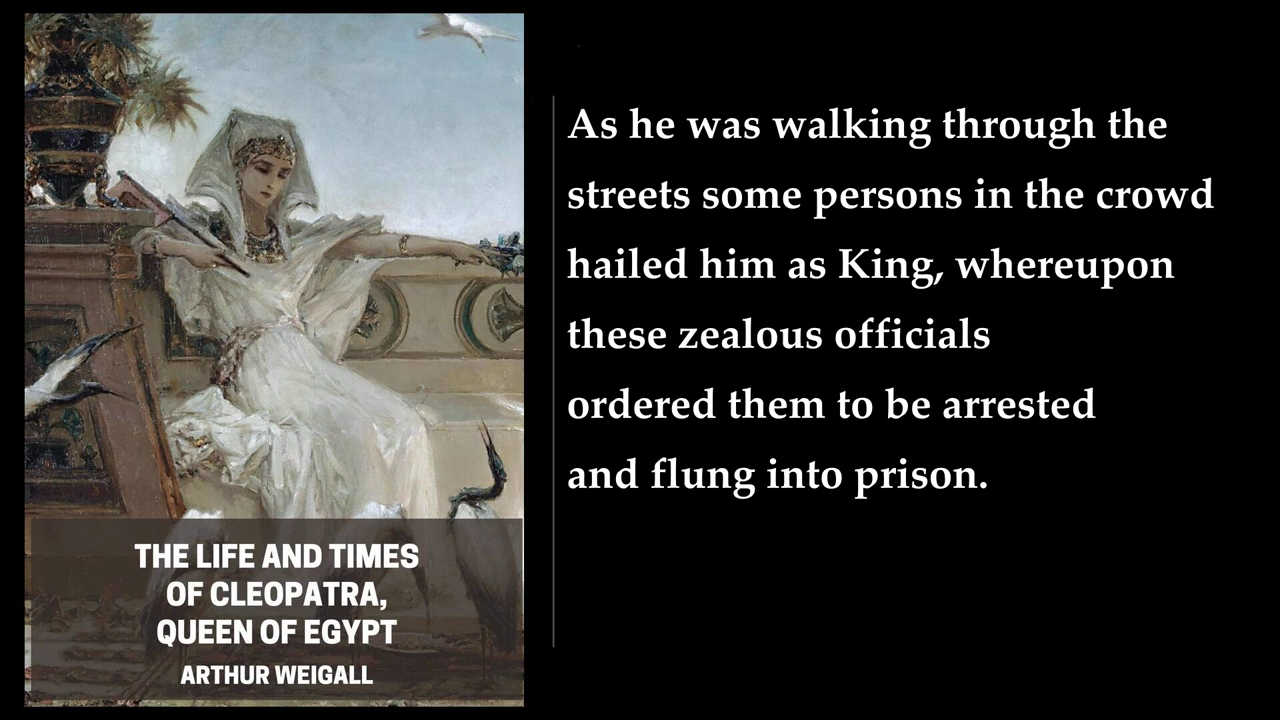 THE LIFE AND TIMES
OF CLEOPATRA,
QUEEN OF EGYPT
ARTHUR WEIGALL
As he was walking through the
streets some persons in the crowd
hailed him as King, whereupon
these zealous officials
ordered them to be arrested
and flung into prison.